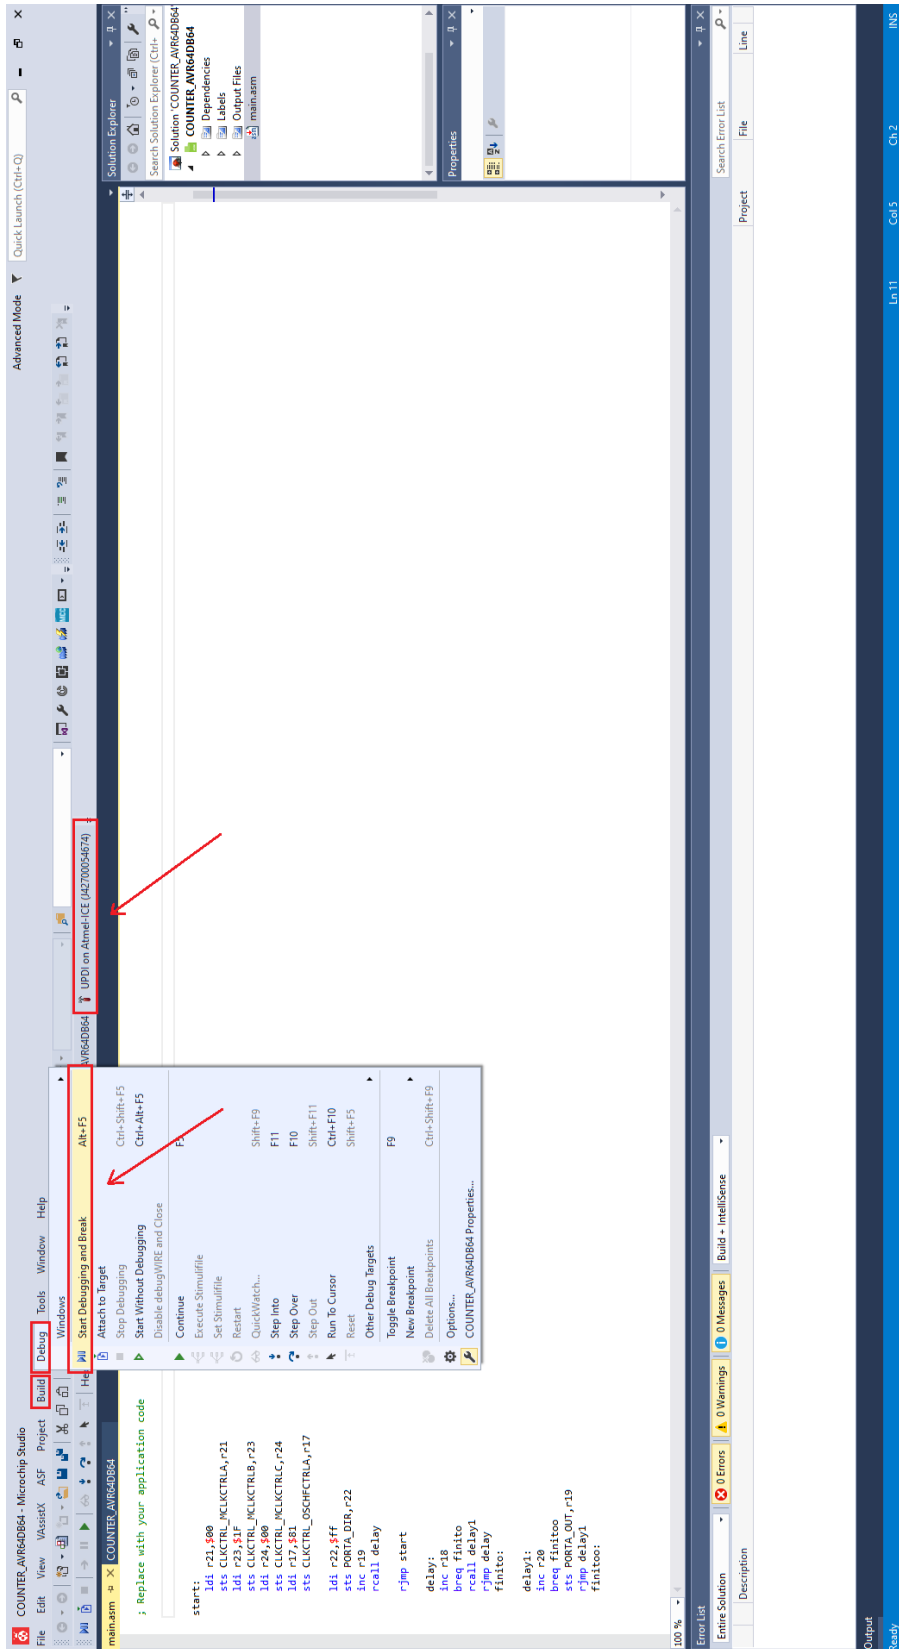 COUNTER_AVR64DB64 - Microchip Studio
Advanced Mode
Quick Launch (Ctrl+Q)
File Edit View VAssistX ASF Project Build Debug Tools Window Help
He
AVR64DB64
UPDI on Atmel-ICE (J42700054674)
main.asm
COUNTER_AVR64DB64
Windows
Start Debugging and Break Alt+F5
Attach to Target
Stop Debugging Ctrl+Shift+F5
Start Without Debugging Ctrl+Alt+F5
Disable debugWIRE and Close
Continue F5
Execute Stimulifile
Set Stimulifile
Restart
QuickWatch... Shift+F9
Step Into F11
Step Over F10
Step Out Shift+F11
Run To Cursor Ctrl+F10
Reset Shift+F5
Other Debug Targets
Toggle Breakpoint F9
New Breakpoint
Delete All Breakpoints Ctrl+Shift+F9
Options...
COUNTER_AVR64DB64 Properties...
; Replace with your application code
start:
ldi r21,$00
sts CLKCTRL_MCLKCTRLA,r21
ldi r23,$1F
sts CLKCTRL_MCLKCTRLB,r23
ldi r24,$00
sts CLKCTRL_MCLKCTRLC,r24
ldi r17,$81
sts CLKCTRL_OSCHFCTRLA,r17
ldi r22,$ff
sts PORTA_DIR,r22
inc r19
rcall delay
rjmp start
delay:
inc r18
breq finito
rcall delay1
rjmp delay
finito:
delay1:
inc r20
breq finitoo
sts PORTA_OUT,r19
rjmp delay1
finitoo:
100 %
Solution Explorer
Search Solution Explorer (Ctrl+
Solution 'COUNTER_AVR64DB64'
COUNTER_AVR64DB64
Dependencies
Labels
Output Files
main.asm
Properties
Error List
Entire Solution
0 Errors
0 Warnings
0 Messages
Build + IntelliSense
Search Error List
Description
Project
File
Line
Output
Ready
Ln 11
Col 5
Ch 2
INS